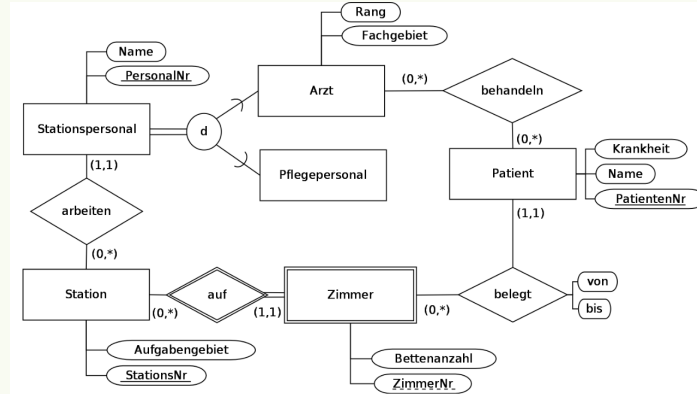 Rang
Fachgebiet
Name
PersonalNr
Arzt
(0,*)
behandeln
Stationspersonal
d
(0,*)
Krankheit
Name
PatientenNr
Pflegepersonal
Patient
(1,1)
(1,1)
arbeiten
(0,*)
von
bis
Station
auf
Zimmer
belegt
(0,*)
(1,1)
(0,*)
Aufgabengebiet
StationsNr
Bettenanzahl
ZimmerNr